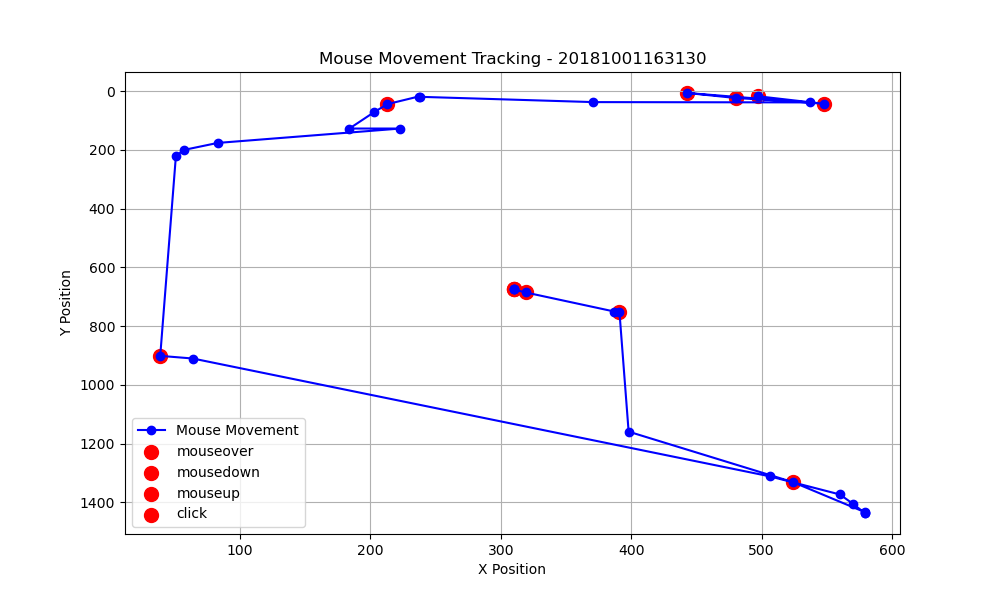 Mouse Movement Tracking - 20181001163130
0
200
400
600
800
1000
1200
1400
Y Position
Mouse Movement
mouseover
mousedown
mouseup
click
100 200 300 400 500 600
X Position